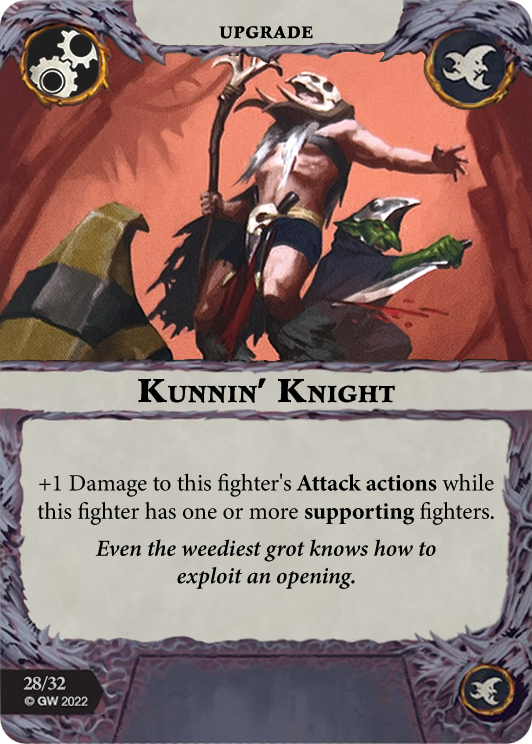 UPGRADE
Kunnin' Knight
+1 Damage to this fighter's Attack actions while
this fighter has one or more supporting fighters.
Even the weediest grot knows how to
exploit an opening.
28/32
© GW 2022